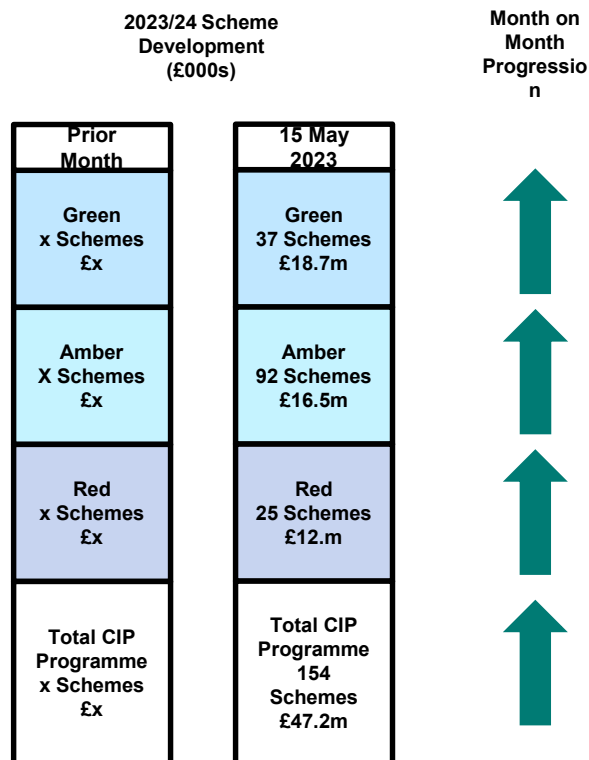 2023/24 Scheme
Development
(£000s)
Month on
Month
Progressio
n
Prior
Month
15 May
2023
Green
x Schemes
£x
Green
37 Schemes
£18.7m
Amber
X Schemes
£x
Amber
92 Schemes
£16.5m
Red
x Schemes
£x
Red
25 Schemes
£12.m
Total CIP
Programme
x Schemes
£x
Total CIP
Programme
154
Schemes
£47.2m